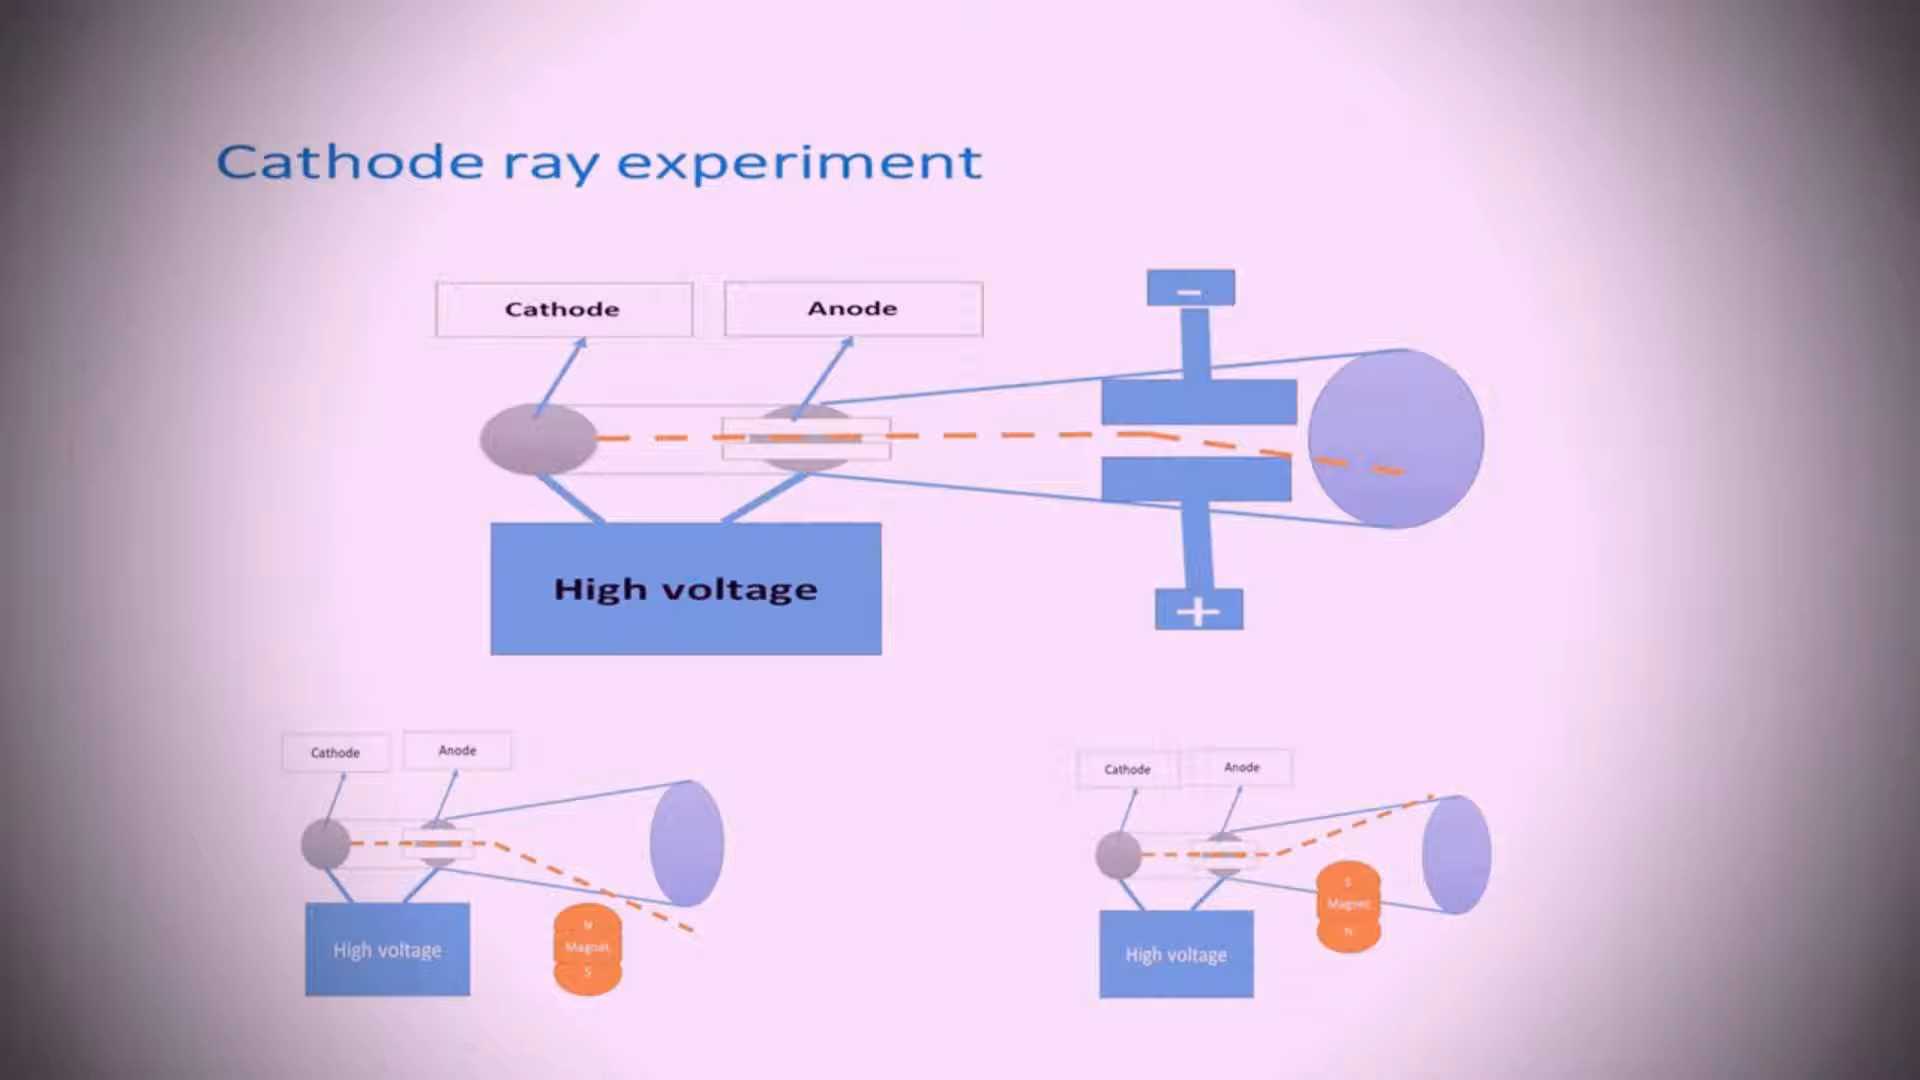 Cathode ray experiment
Cathode
Anode
-
High voltage
+
Cathode
Anode
High voltage
N
Magnet
S
Cathode
Anode
High voltage
S
Magnet
N